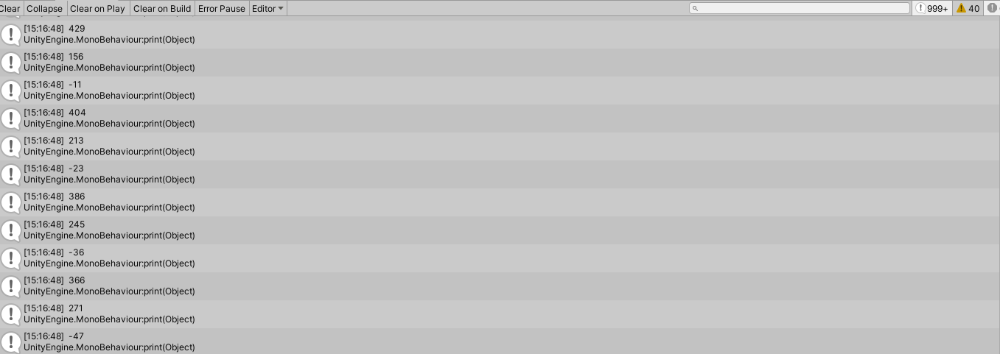 Clear Collapse Clear on Play Clear on Build Error Pause Editor 999+ 40
[15:16:48] 429
UnityEngine.MonoBehaviour:print(Object)
[15:16:48] 156
UnityEngine.MonoBehaviour:print(Object)
[15:16:48] -11
UnityEngine.MonoBehaviour:print(Object)
[15:16:48] 404
UnityEngine.MonoBehaviour:print(Object)
[15:16:48] 213
UnityEngine.MonoBehaviour:print(Object)
[15:16:48] -23
UnityEngine.MonoBehaviour:print(Object)
[15:16:48] 386
UnityEngine.MonoBehaviour:print(Object)
[15:16:48] 245
UnityEngine.MonoBehaviour:print(Object)
[15:16:48] -36
UnityEngine.MonoBehaviour:print(Object)
[15:16:48] 366
UnityEngine.MonoBehaviour:print(Object)
[15:16:48] 271
UnityEngine.MonoBehaviour:print(Object)
[15:16:48] -47
UnityEngine.MonoBehaviour:print(Object)